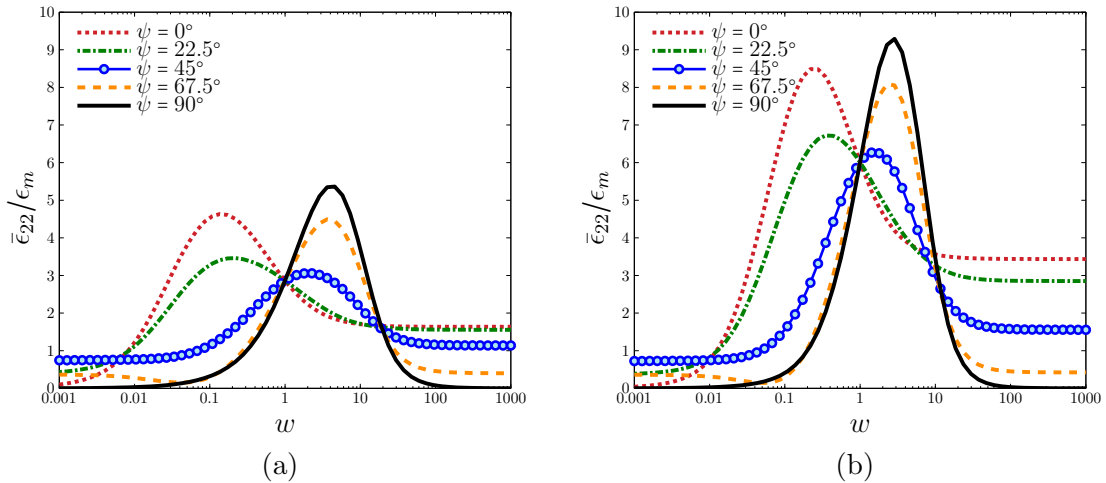 10
9
8
7
6
5
4
3
2
1
0
ε̄₂₂/ϵₘ
ψ = 0°
ψ = 22.5°
ψ = 45°
ψ = 67.5°
ψ = 90°
0.001 0.01 0.1 1 10 100 1000
w
(a)
10
9
8
7
6
5
4
3
2
1
0
ε̄₂₂/ϵₘ
ψ = 0°
ψ = 22.5°
ψ = 45°
ψ = 67.5°
ψ = 90°
0.001 0.01 0.1 1 10 100 1000
w
(b)